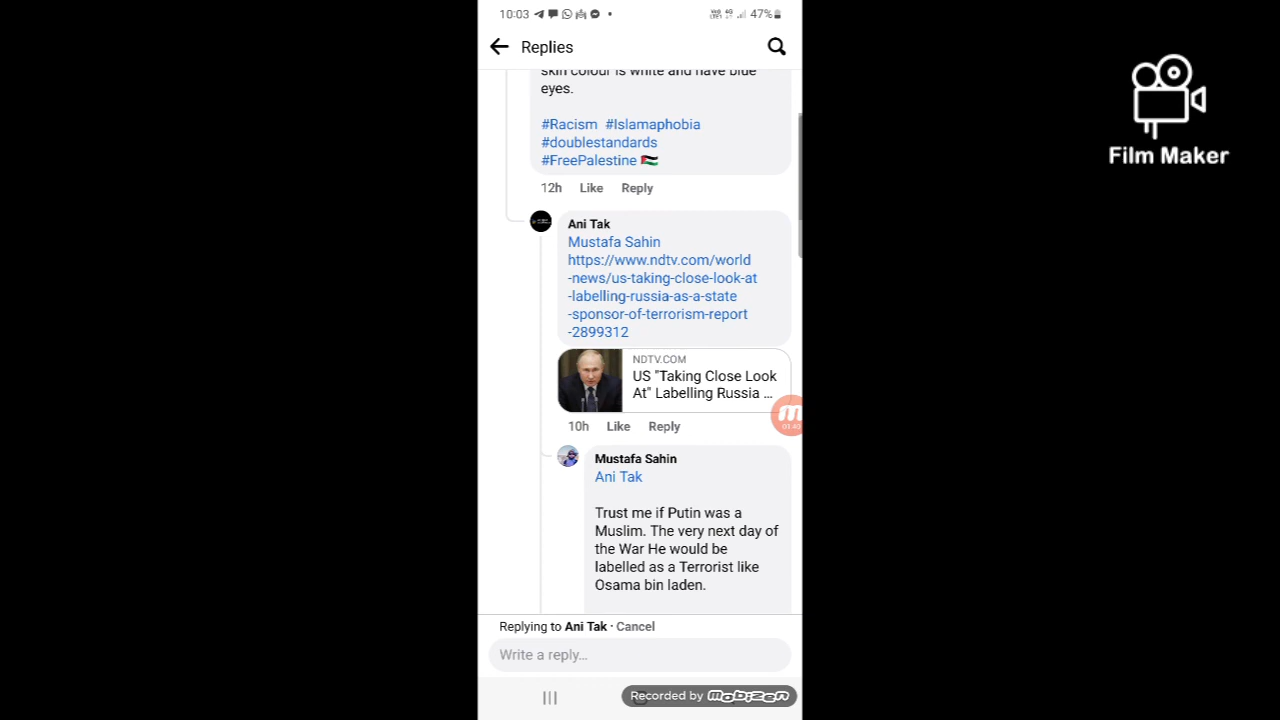 10:03
47%
Replies
skin colour is white and have blue
eyes.
#Racism #Islamaphobia
#doublestandards
#FreePalestine
12h Like Reply
Ani Tak
Mustafa Sahin
https://www.ndtv.com/world
-news/us-taking-close-look-at
-labelling-russia-as-a-state
-sponsor-of-terrorism-report
-2899312
NDTV.COM
US "Taking Close Look
At" Labelling Russia ...
10h Like Reply
Mustafa Sahin
Ani Tak
Trust me if Putin was a
Muslim. The very next day of
the War He would be
labelled as a Terrorist like
Osama bin laden.
Replying to Ani Tak · Cancel
Write a reply...
Recorded by mobizen
Film Maker